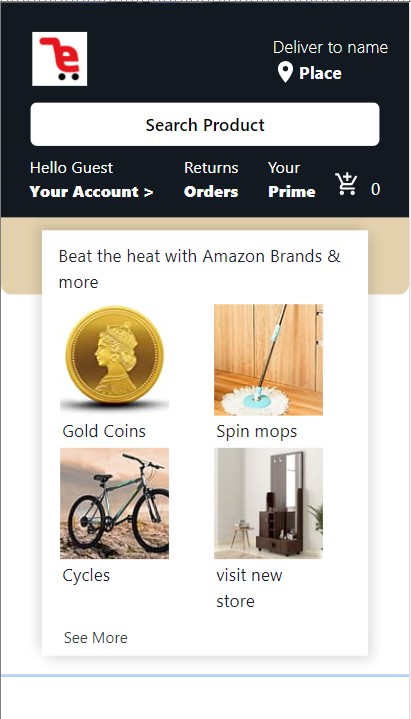 Deliver to name
Place
Search Product
Hello Guest
Your Account >
Returns
Orders
Your
Prime
0
Beat the heat with Amazon Brands &
more
Gold Coins
Spin mops
Cycles
visit new
store
See More